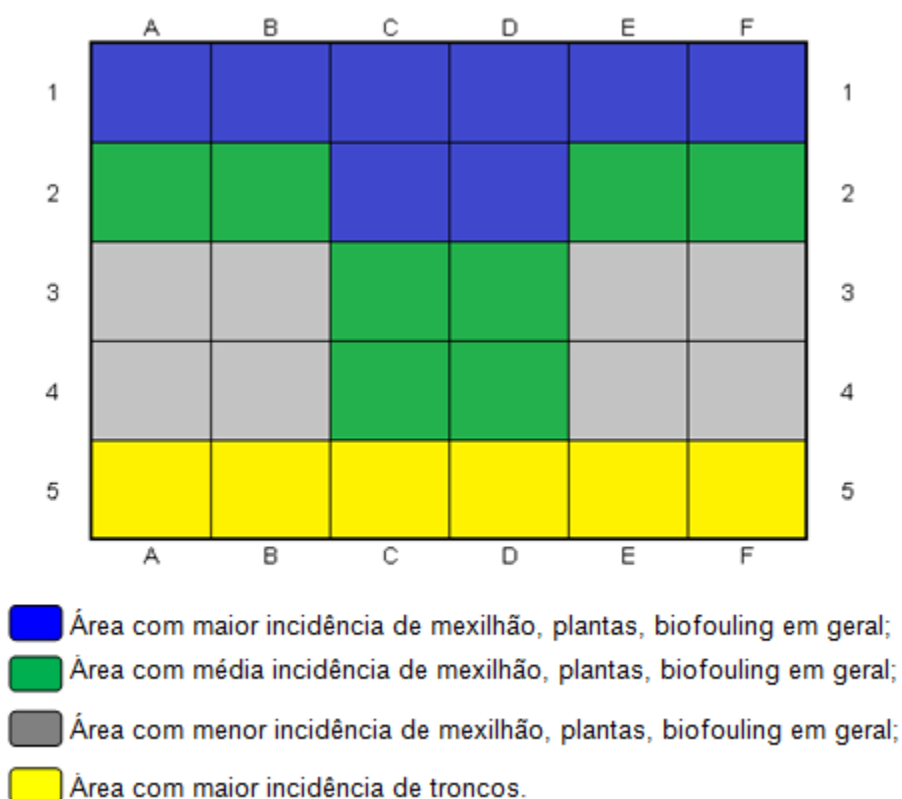 A B C D E F
1 1
2 2
3 3
4 4
5 5
A B C D E F
Área com maior incidência de mexilhão, plantas, biofouling em geral;
Área com média incidência de mexilhão, plantas, biofouling em geral;
Área com menor incidência de mexilhão, plantas, biofouling em geral;
Área com maior incidência de troncos.